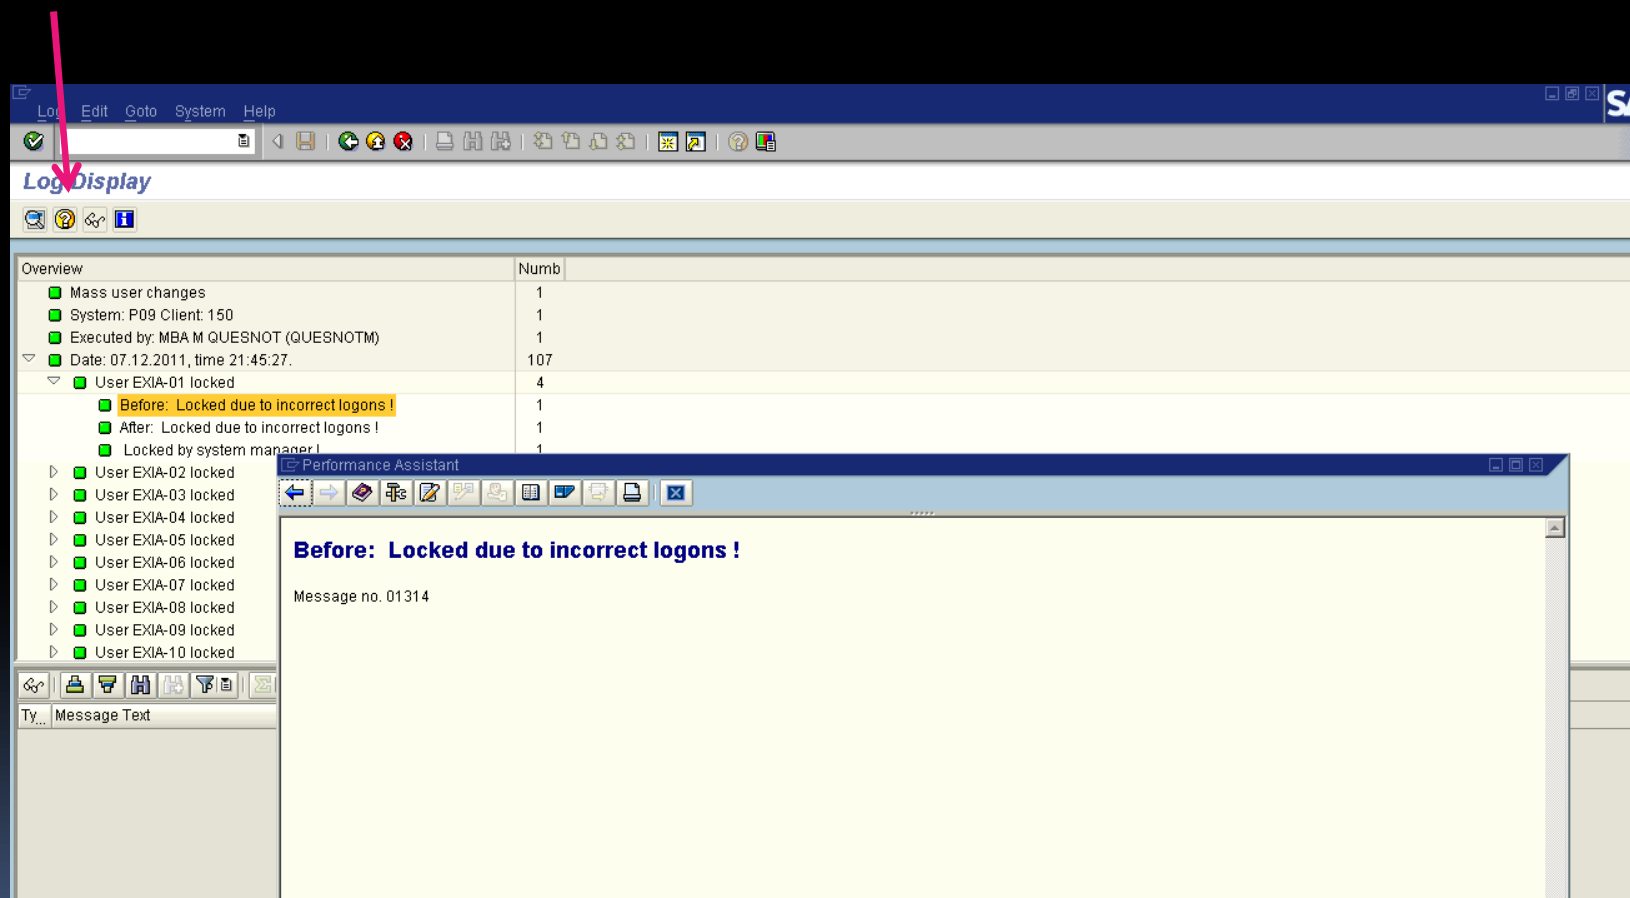 Log Edit Goto System Help
Log Display
Overview Numb
Mass user changes 1
System: P09 Client: 150 1
Executed by: MBA M QUESNOT (QUESNOTM) 1
Date: 07.12.2011, time 21:45:27. 107
User EXIA-01 locked 4
Before: Locked due to incorrect logons ! 1
After: Locked due to incorrect logons ! 1
Locked by system manager ! 1
User EXIA-02 locked
User EXIA-03 locked
User EXIA-04 locked
User EXIA-05 locked
User EXIA-06 locked
User EXIA-07 locked
User EXIA-08 locked
User EXIA-09 locked
User EXIA-10 locked
Ty... Message Text
Performance Assistant
Before: Locked due to incorrect logons !
Message no. 01314